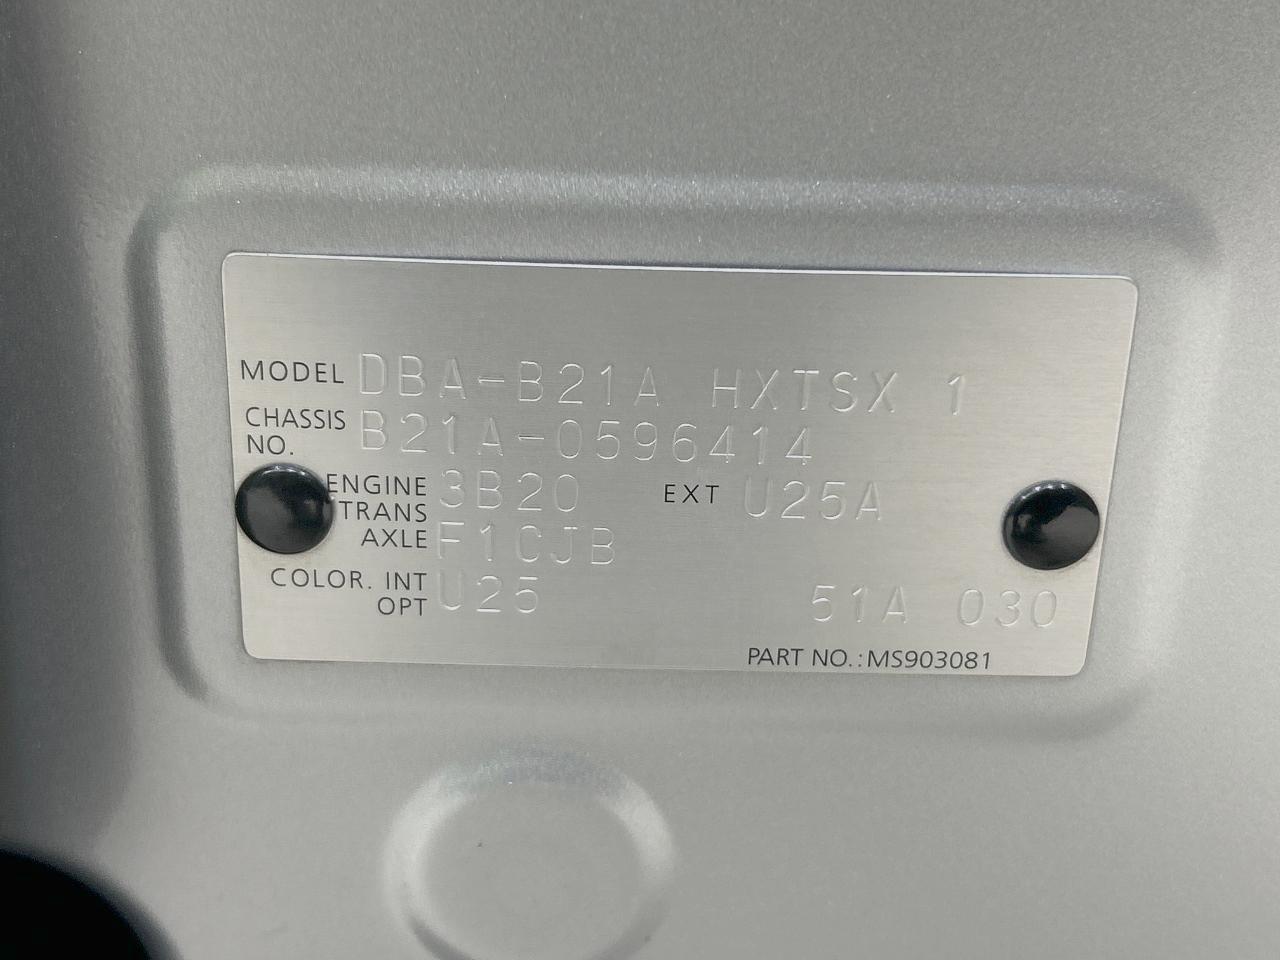 MODEL DBA-B21A HXTSX 1
CHASSIS NO. B21A-0596414
ENGINE 3B20 EXT U25A
TRANS AXLE F1CJB
COLOR. INT OPT U25 51A 030
PART NO.:MS903081